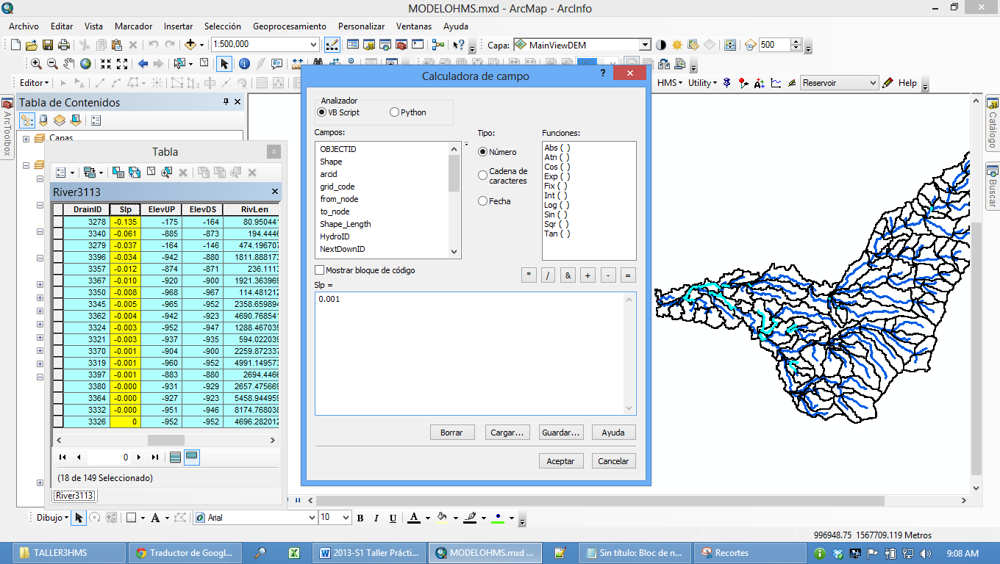 MODELOHMS.mxd - ArcMap - ArcInfo
Archivo Editar Vista Marcador Insertar Selección Geoprocesamiento Personalizar Ventanas Ayuda
1:500,000 Capa: MainViewDEM 500
100%
Editor HMS Utility Reservoir Help
Tabla de Contenidos
ArcToolbox
Capas
Catálogo
Buscar
Tabla
River3113
DrainID Slp ElevUP ElevDS RivLen
3278 -0.135 -175 -164 80.950441
3340 -0.061 -885 -873 194.4446
3279 -0.037 -164 -146 474.196707
3396 -0.034 -942 -880 1811.888173
3357 -0.012 -874 -871 236.1113
3367 -0.010 -920 -900 1921.363969
3350 -0.008 -968 -967 114.481212
3345 -0.005 -965 -952 2358.659894
3362 -0.004 -942 -923 4690.768541
3324 -0.003 -952 -947 1288.467039
3321 -0.003 -937 -935 594.022035
3370 -0.001 -904 -900 2259.872337
3319 -0.001 -960 -952 4991.149573
3397 -0.001 -883 -880 2694.4466
3380 -0.000 -931 -929 2657.475669
3364 -0.000 -927 -923 5458.944959
3332 -0.000 -951 -946 8174.768038
3326 0 -952 -952 4696.282012
0
(18 de 149 Seleccionado)
River3113
Calculadora de campo
Analizador
VB Script Python
Campos: Tipo: Funciones:
OBJECTID
Shape
arcid
grid_code
from_node
to_node
Shape_Length
HydroID
NextDownID
Número
Cadena de
caracteres
Fecha
Abs ( )
Atn ( )
Cos ( )
Exp ( )
Fix ( )
Int ( )
Log ( )
Sin ( )
Sqr ( )
Tan ( )
Mostrar bloque de código
* / & + - =
Slp =
0.001
Borrar Cargar... Guardar... Ayuda
Aceptar Cancelar
Dibujo A Arial 10 B I U A
996948.75 1567709.119 Metros
TALLER3HMS Traductor de Googl... 2013-S1 Taller Prácti... MODELOHMS.mxd ... Sin título: Bloc de n... Recortes 9:08 AM